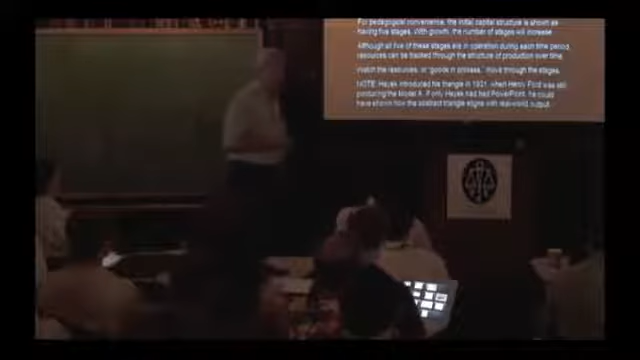 For pedagogical convenience, the initial capital structure is shown as
having five stages. With growth, the number of stages will increase.
Although all five of these stages are in operation during each time period,
resources can be tracked through the structure of production over time.
Watch the resources, or "goods in process," move through the stages.
NOTE: Hayek introduced his triangle in 1931, when Henry Ford was still
producing the Model A. If only Hayek had had PowerPoint, he could
have shown how the abstract triangle aligns with real-world output.